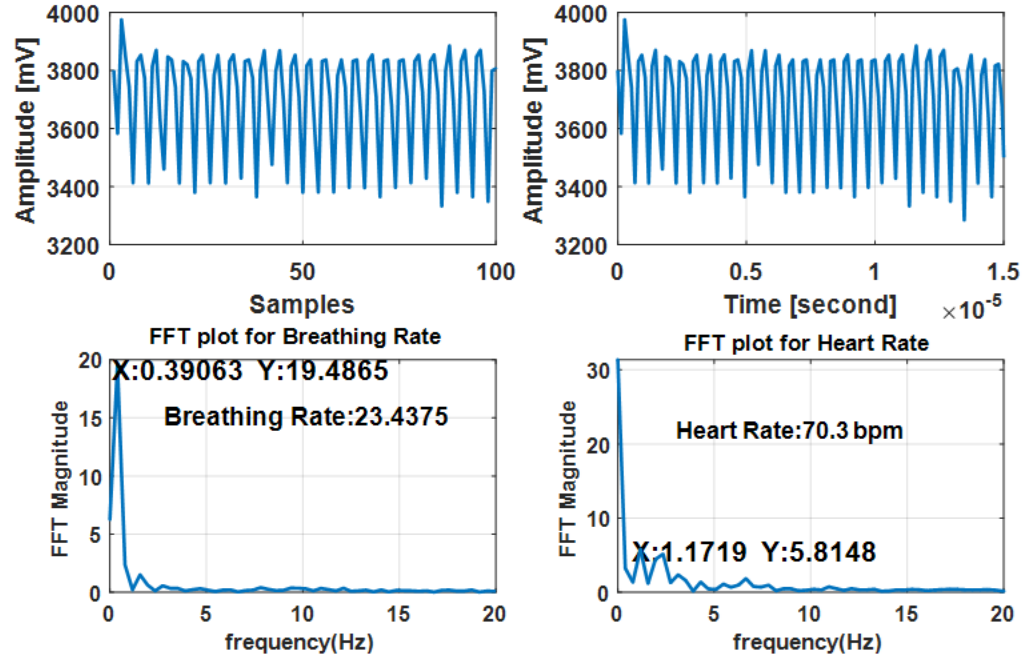 4000
3800
3600
3400
3200
Amplitude [mV]
0 50 100
Samples
4000
3800
3600
3400
3200
Amplitude [mV]
0 0.5 1 1.5
Time [second]
×10-5
FFT plot for Breathing Rate
20
15
10
5
0
FFT Magnitude
X:0.39063 Y:19.4865
Breathing Rate:23.4375
0 5 10 15 20
frequency(Hz)
FFT plot for Heart Rate
30
20
10
0
FFT Magnitude
Heart Rate:70.3 bpm
X:1.1719 Y:5.8148
0 5 10 15 20
frequency(Hz)